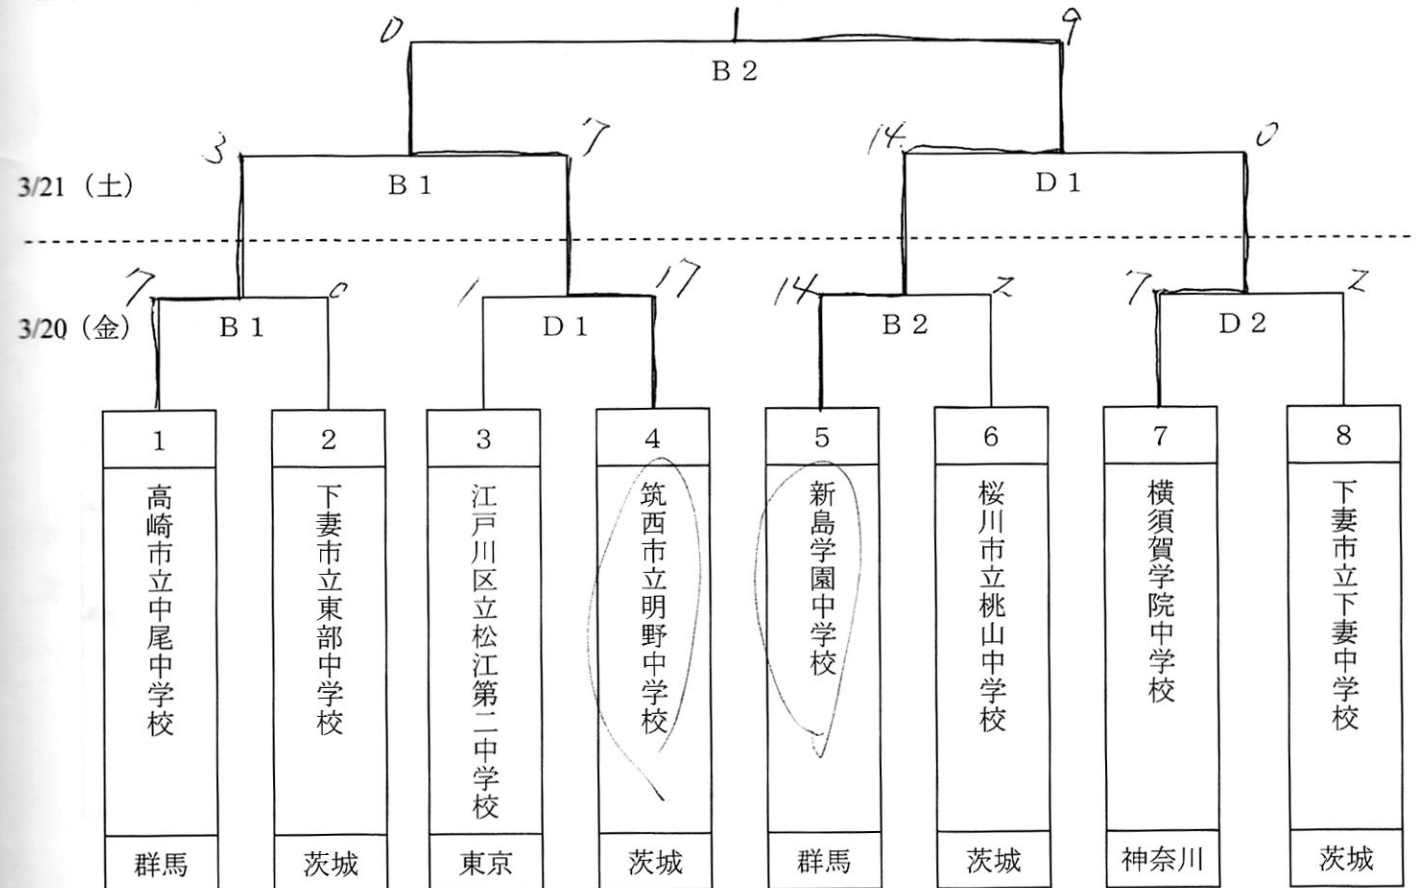 0 9
B 2
3 7 14. 0
3/21（土） B 1 D 1
7 0 1 17 14 2 7 2
3/20（金） B 1 D 1 B 2 D 2
1 2 3 4 5 6 7 8
高崎市立中尾中学校
下妻市立東部中学校
江戸川区立松江第二中学校
筑西市立明野中学校
新島学園中学校
桜川市立桃山中学校
横須賀学院中学校
下妻市立下妻中学校
群馬 茨城 東京 茨城 群馬 茨城 神奈川 茨城